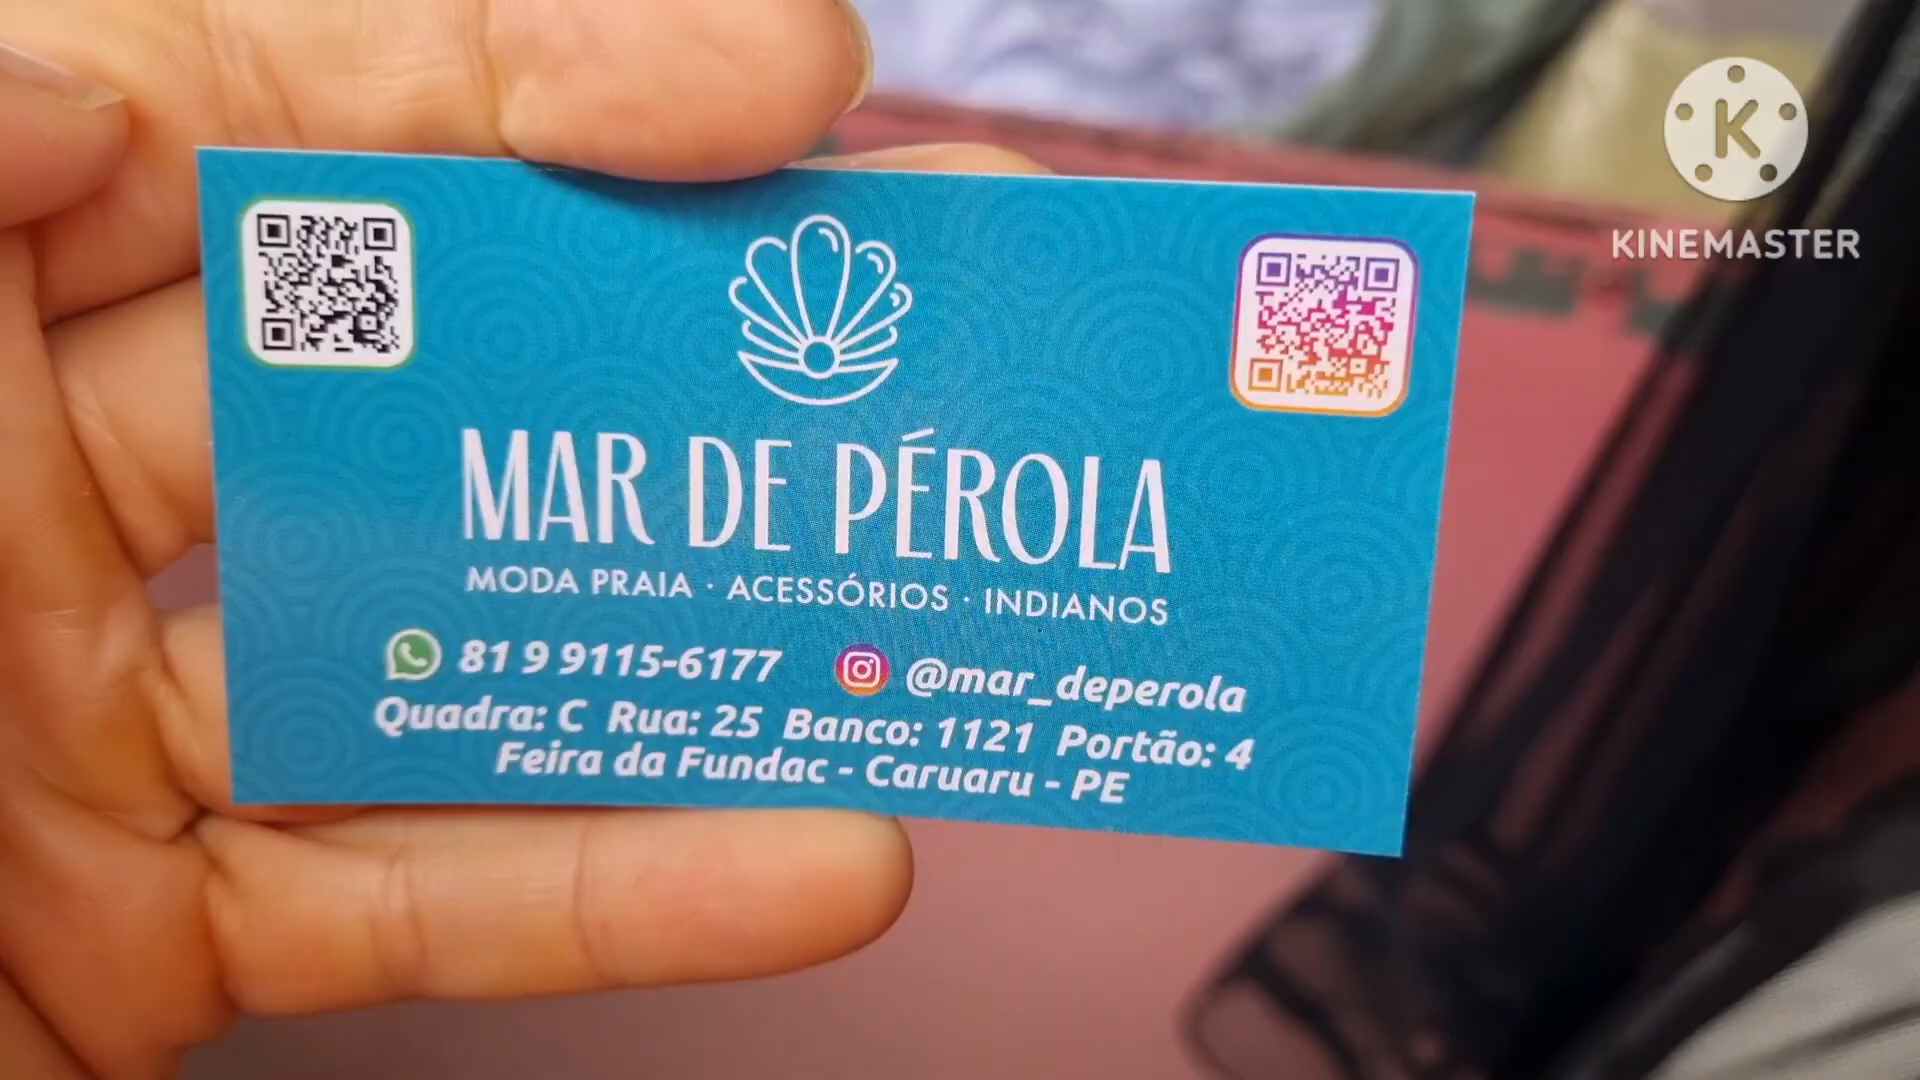 K
KINEMASTER
MAR DE PÉROLA
MODA PRAIA · ACESSÓRIOS · INDIANOS
81 9 9115-6177 @mar_deperola
Quadra: C Rua: 25 Banco: 1121 Portão: 4
Feira da Fundac - Caruaru - PE